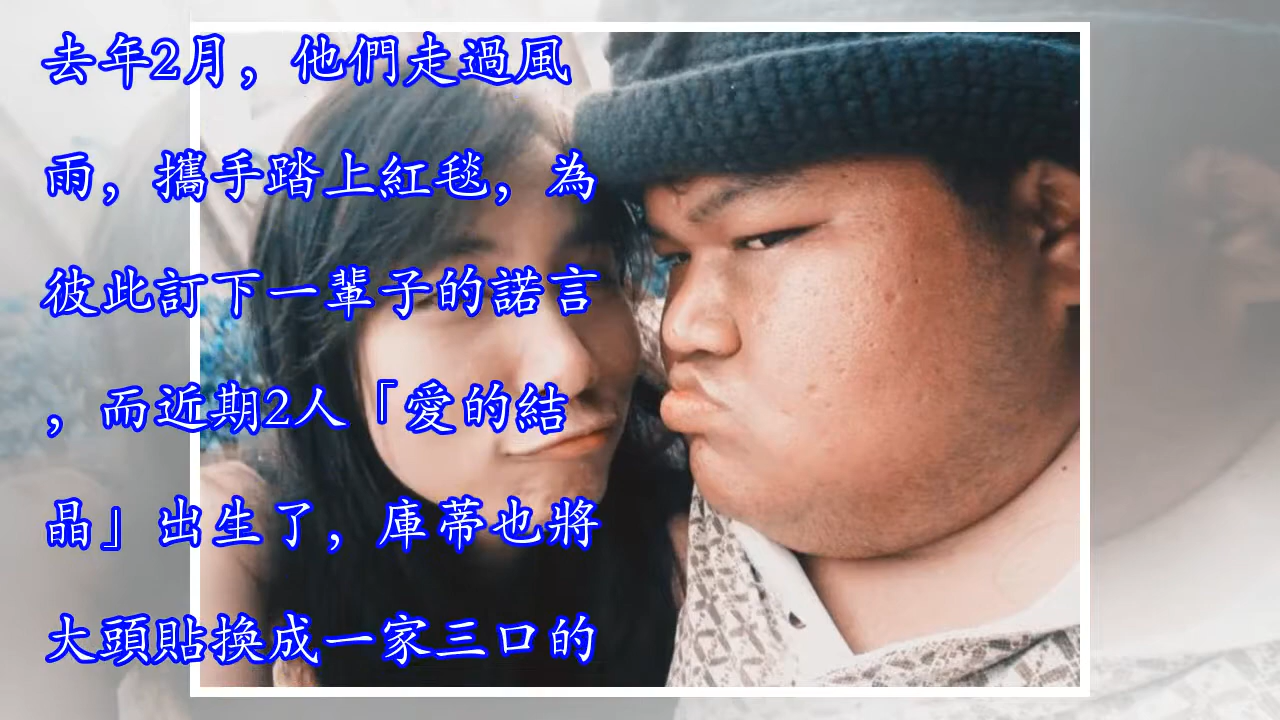 去年2月，他們走過風
雨，攜手踏上紅毯，為
彼此訂下一輩子的諾言
，而近期2人「愛的結
晶」出生了，庫蒂也將
大頭貼換成一家三口的